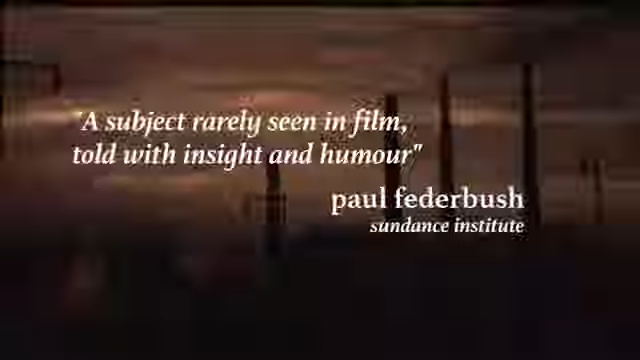 "A subject rarely seen in film,
told with insight and humour"
paul federbush
sundance institute